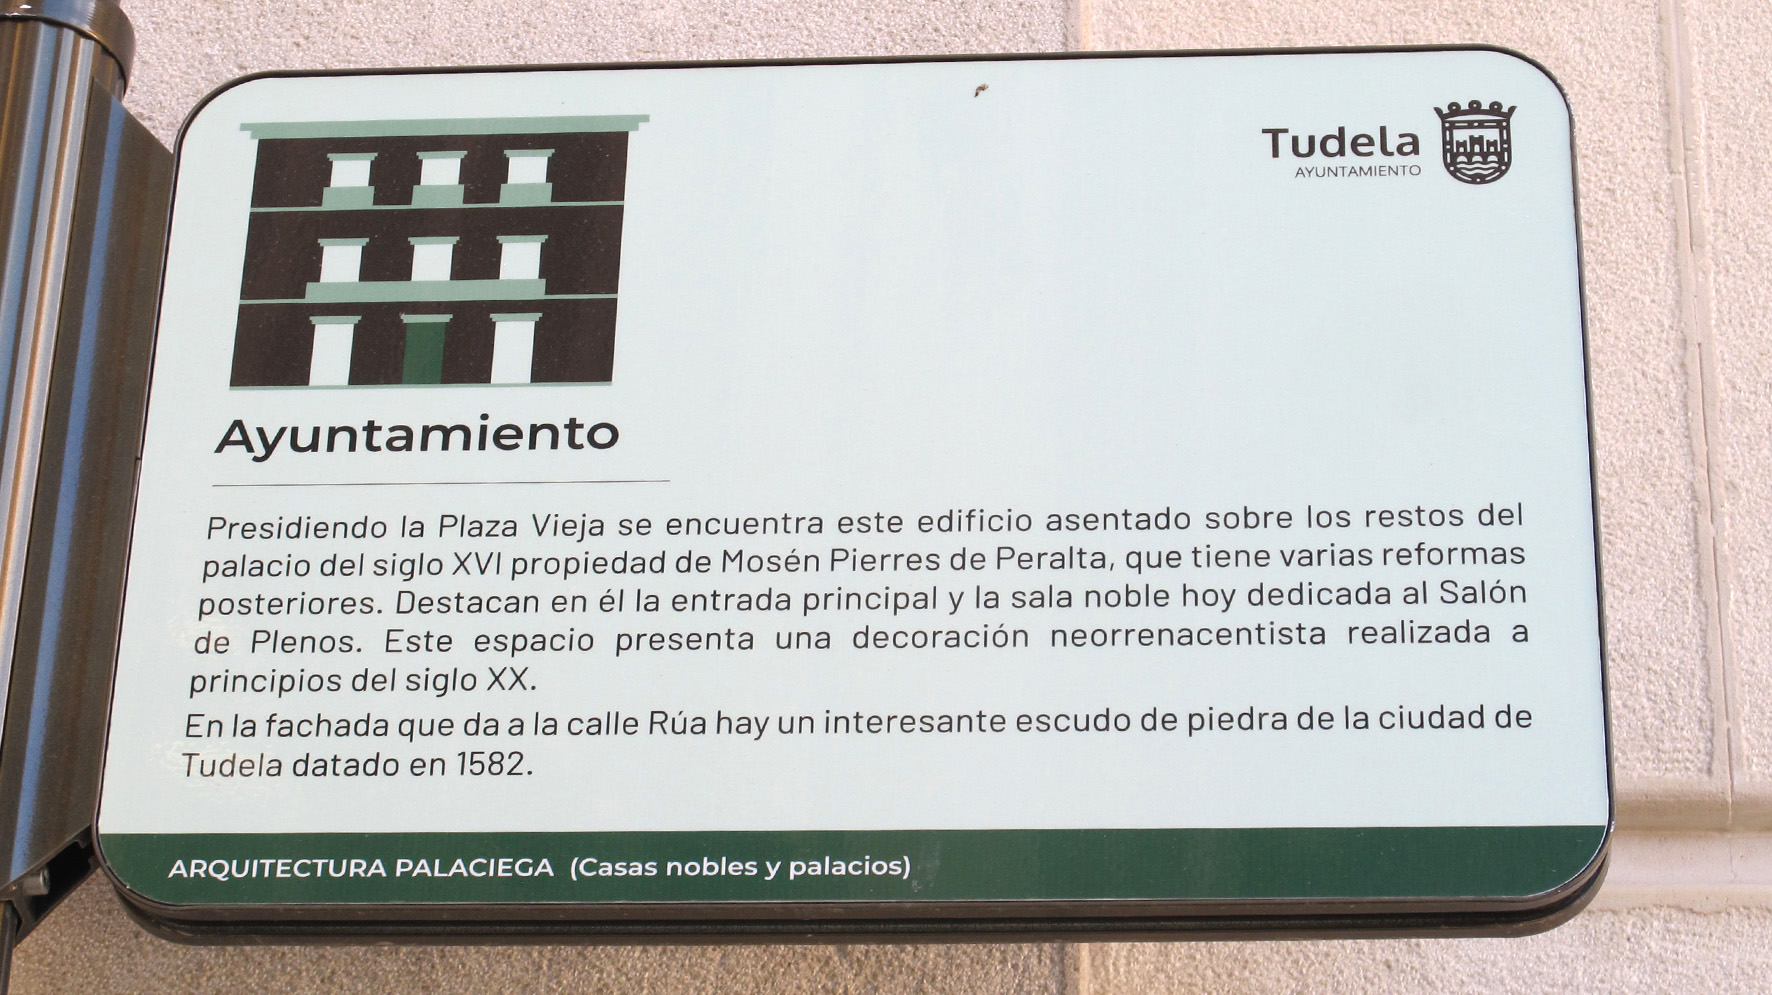 Tudela
AYUNTAMIENTO
Ayuntamiento
Presidiendo la Plaza Vieja se encuentra este edificio asentado sobre los restos del
palacio del siglo XVI propiedad de Mosén Pierres de Peralta, que tiene varias reformas
posteriores. Destacan en él la entrada principal y la sala noble hoy dedicada al Salón
de Plenos. Este espacio presenta una decoración neorrenacentista realizada a
principios del siglo XX.
En la fachada que da a la calle Rúa hay un interesante escudo de piedra de la ciudad de
Tudela datado en 1582.
ARQUITECTURA PALACIEGA (Casas nobles y palacios)